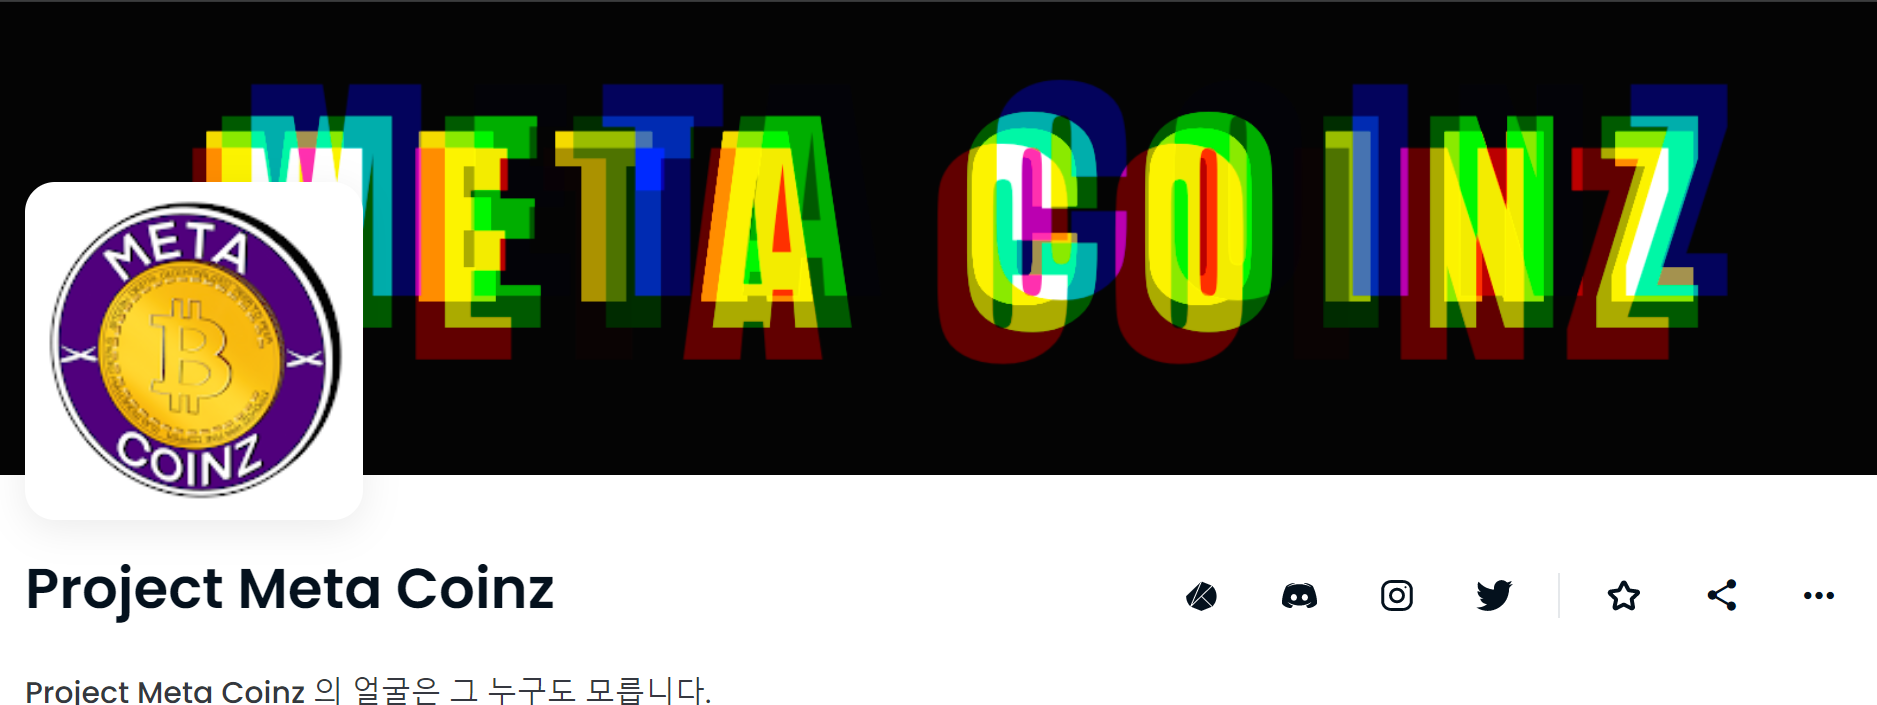 META COINZ
META
B
COINZ
Project Meta Coinz
Project Meta Coinz 의 얼굴은 그 누구도 모릅니다.